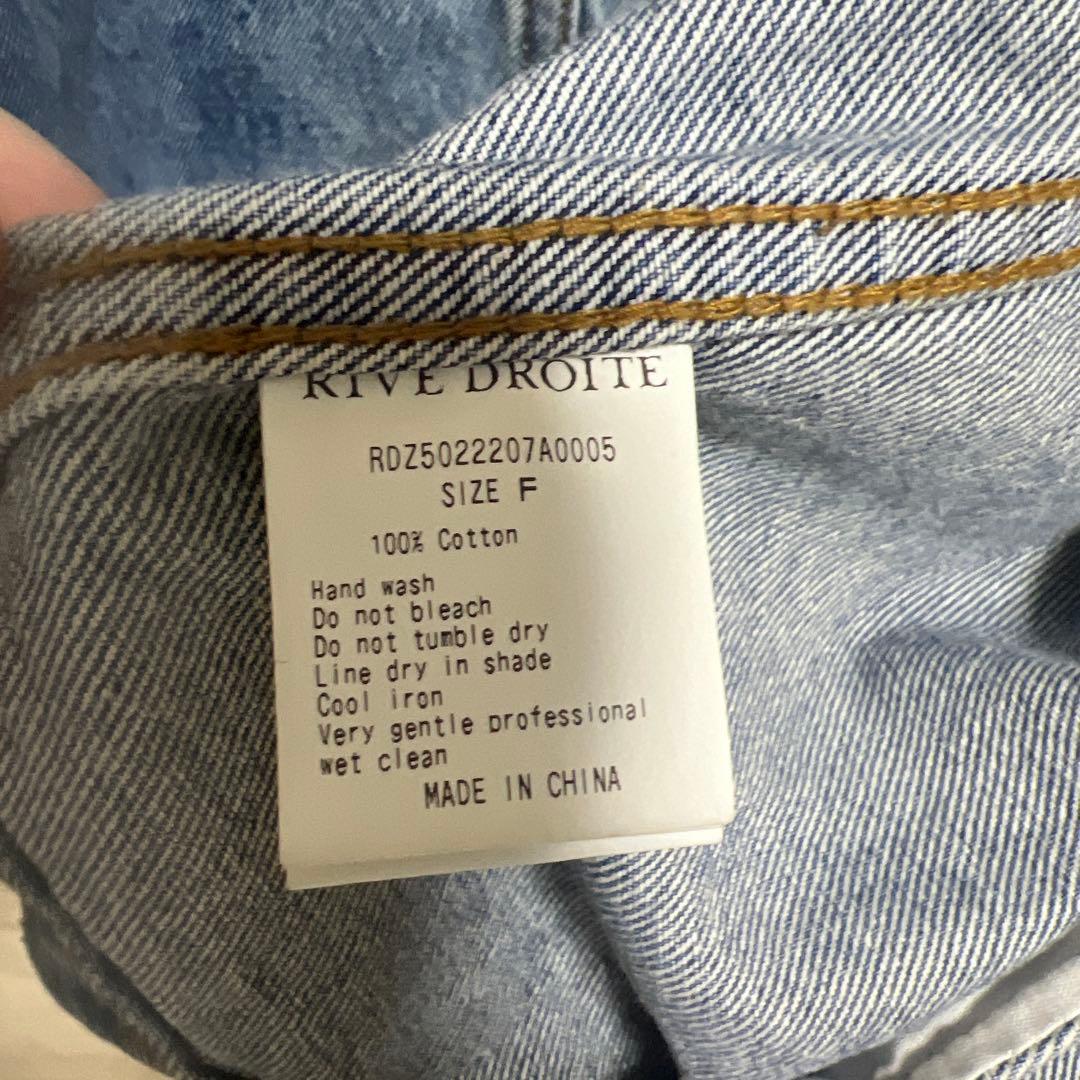 RIVE DROITE
RDZ5022207A0005
SIZE F
100% Cotton
Hand wash
Do not bleach
Do not tumble dry
Line dry in shade
Cool iron
Very gentle professional
wet clean
MADE IN CHINA